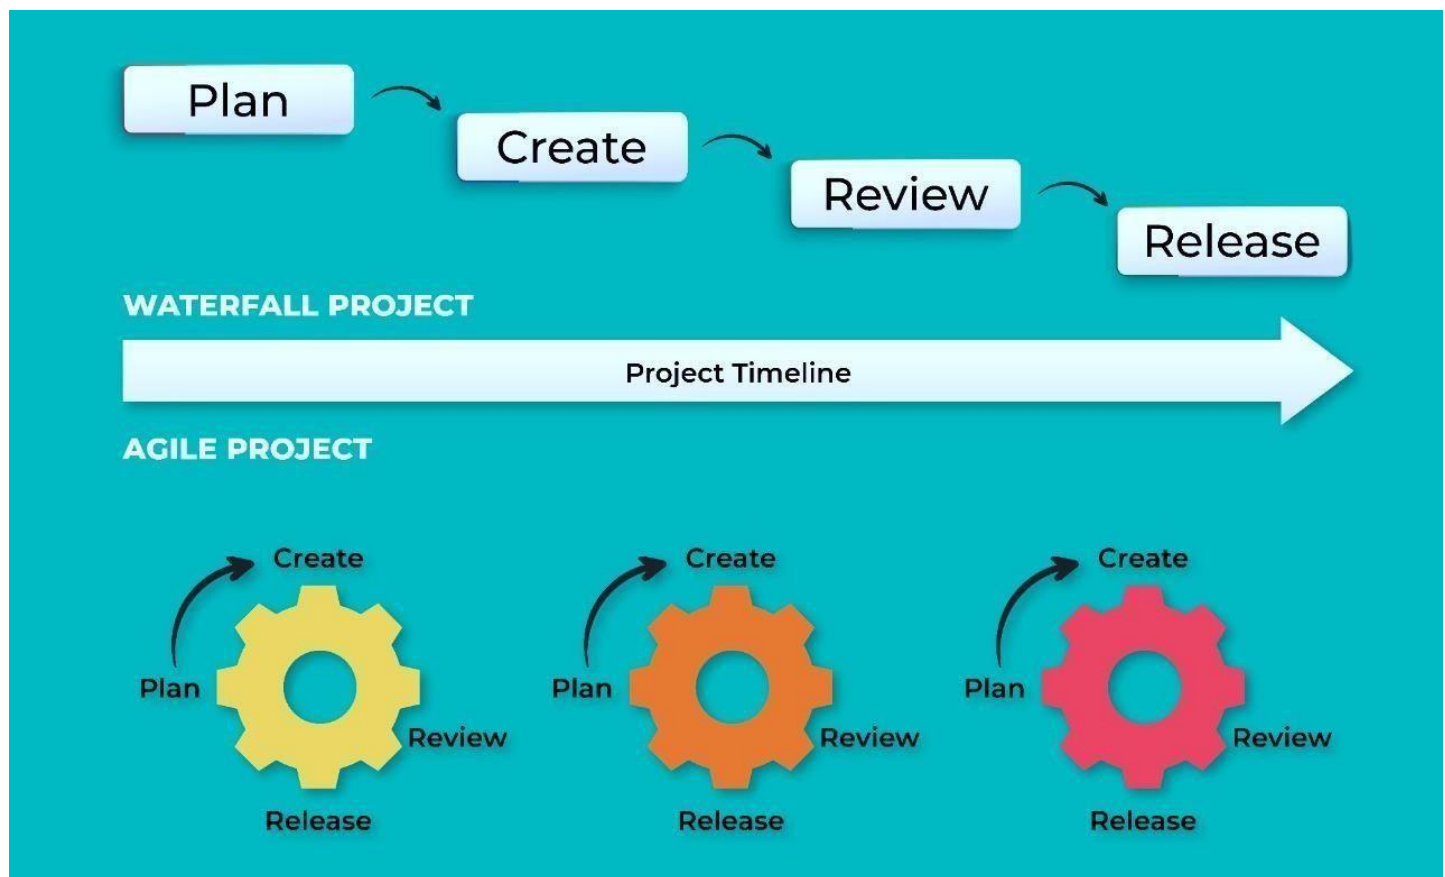 Plan
Create
Review
Release
WATERFALL PROJECT
Project Timeline
AGILE PROJECT
Create
Plan
Review
Release
Create
Plan
Review
Release
Create
Plan
Review
Release